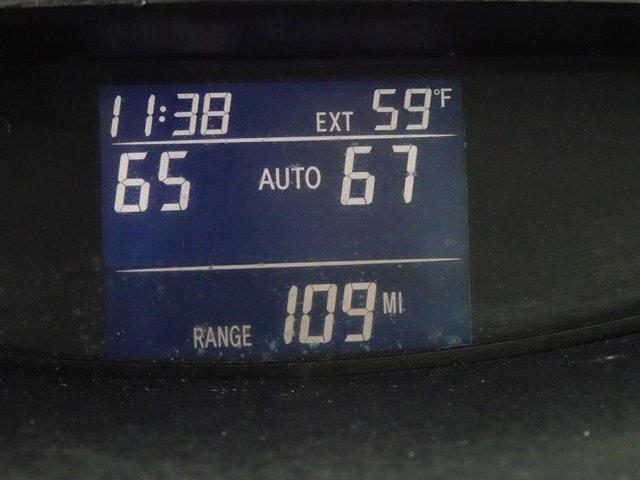 11:38 EXT 59°F
65 AUTO 67
RANGE 109 MI